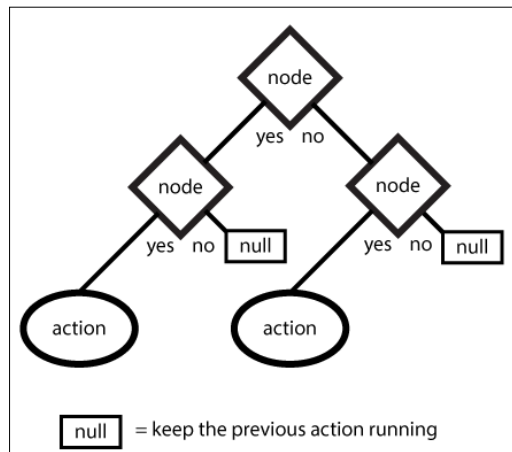 node
yes no
node
node
yes no
null
yes no
null
action
action
null = keep the previous action running